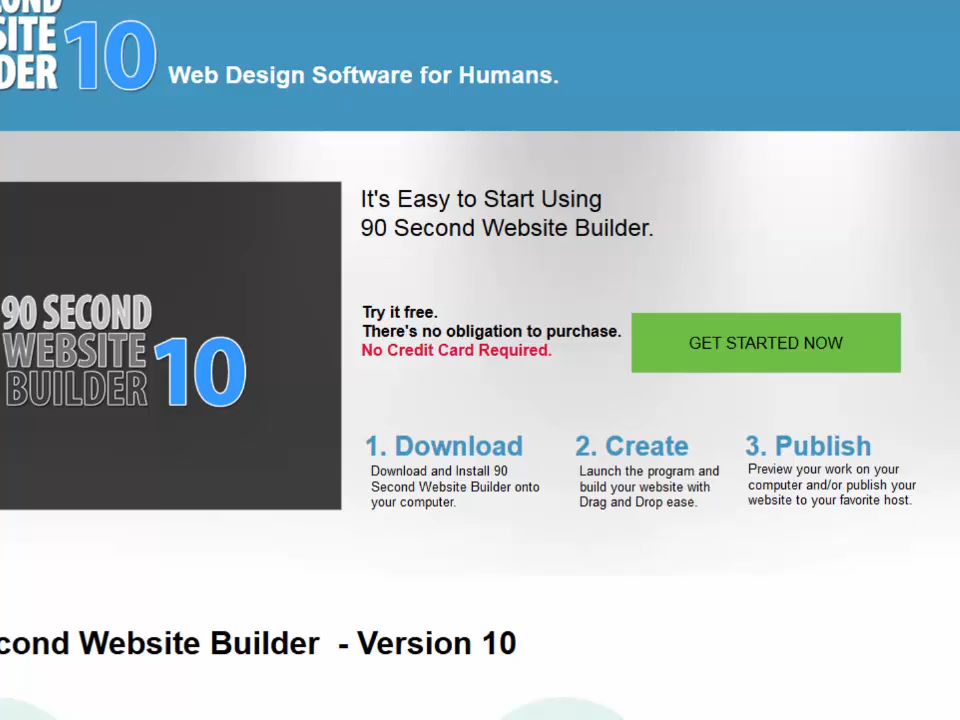 SITE
DER 10
Web Design Software for Humans.
It's Easy to Start Using
90 Second Website Builder.
90 SECOND
WEBSITE
BUILDER 10
Try it free.
There's no obligation to purchase.
No Credit Card Required.
GET STARTED NOW
1. Download
Download and Install 90
Second Website Builder onto
your computer.
2. Create
Launch the program and
build your website with
Drag and Drop ease.
3. Publish
Preview your work on your
computer and/or publish your
website to your favorite host.
cond Website Builder - Version 10